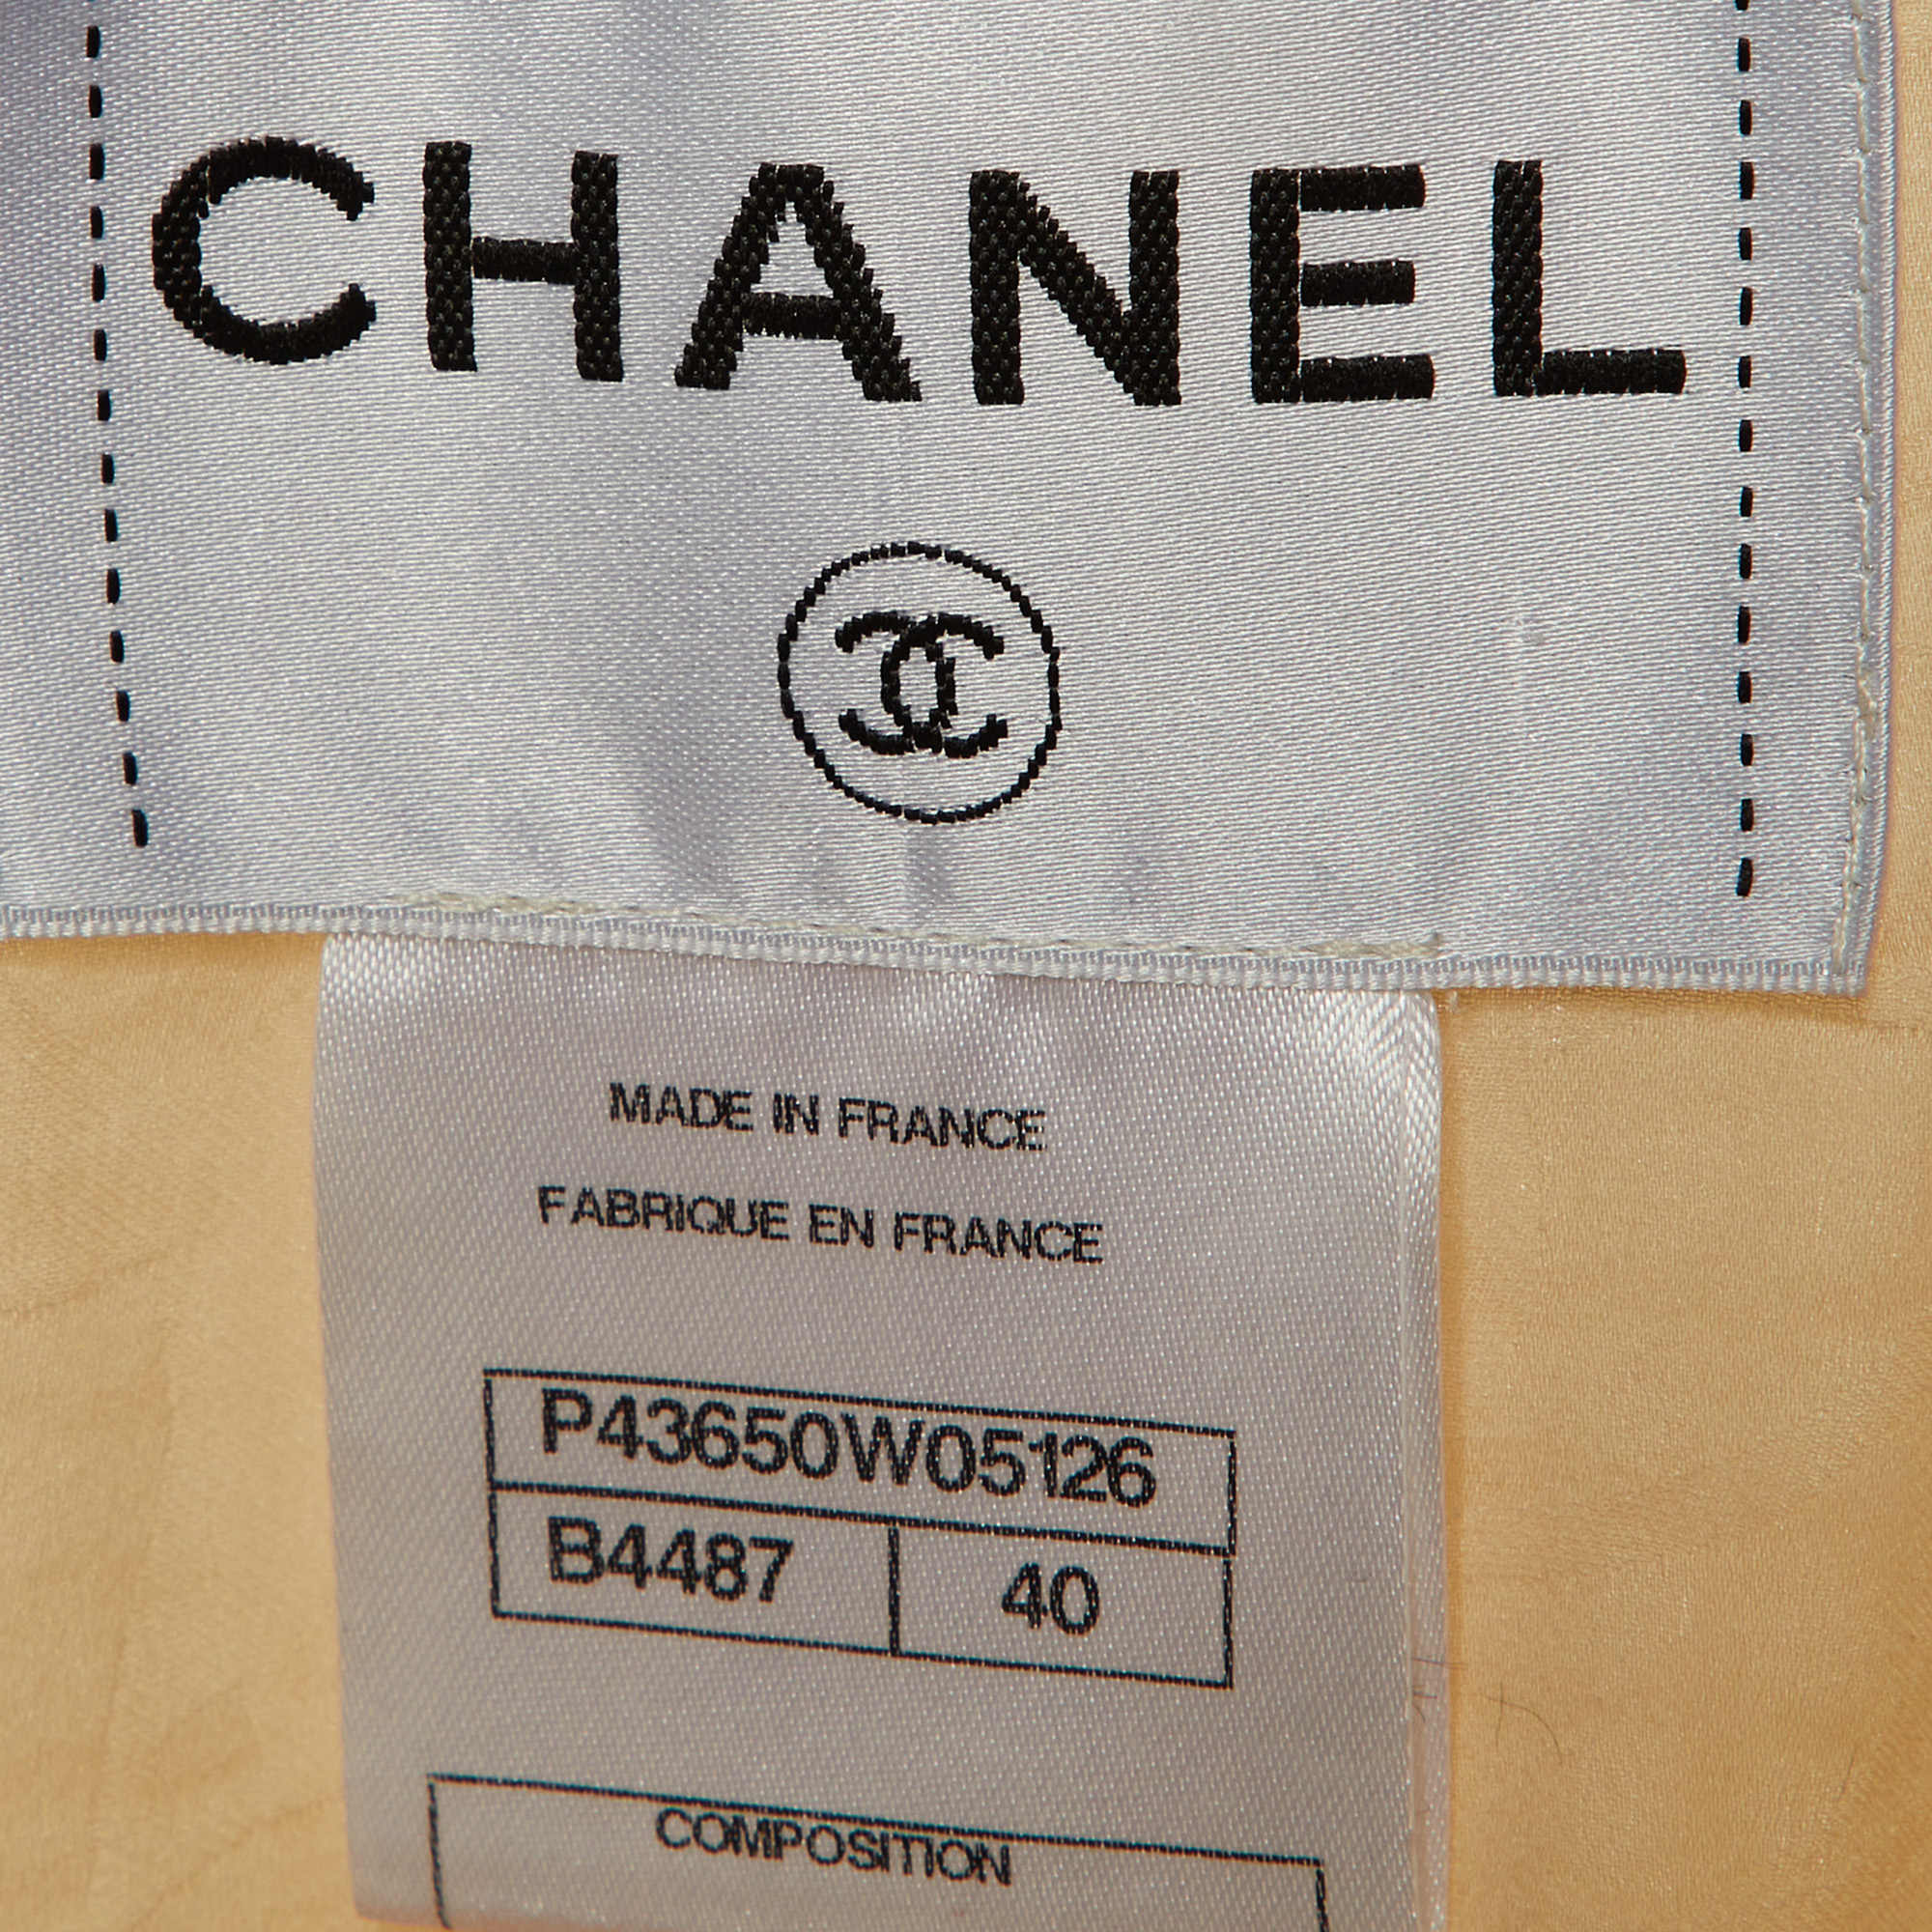 CHANEL
MADE IN FRANCE
FABRIQUE EN FRANCE
P43650W05126
B4487 40
COMPOSITION